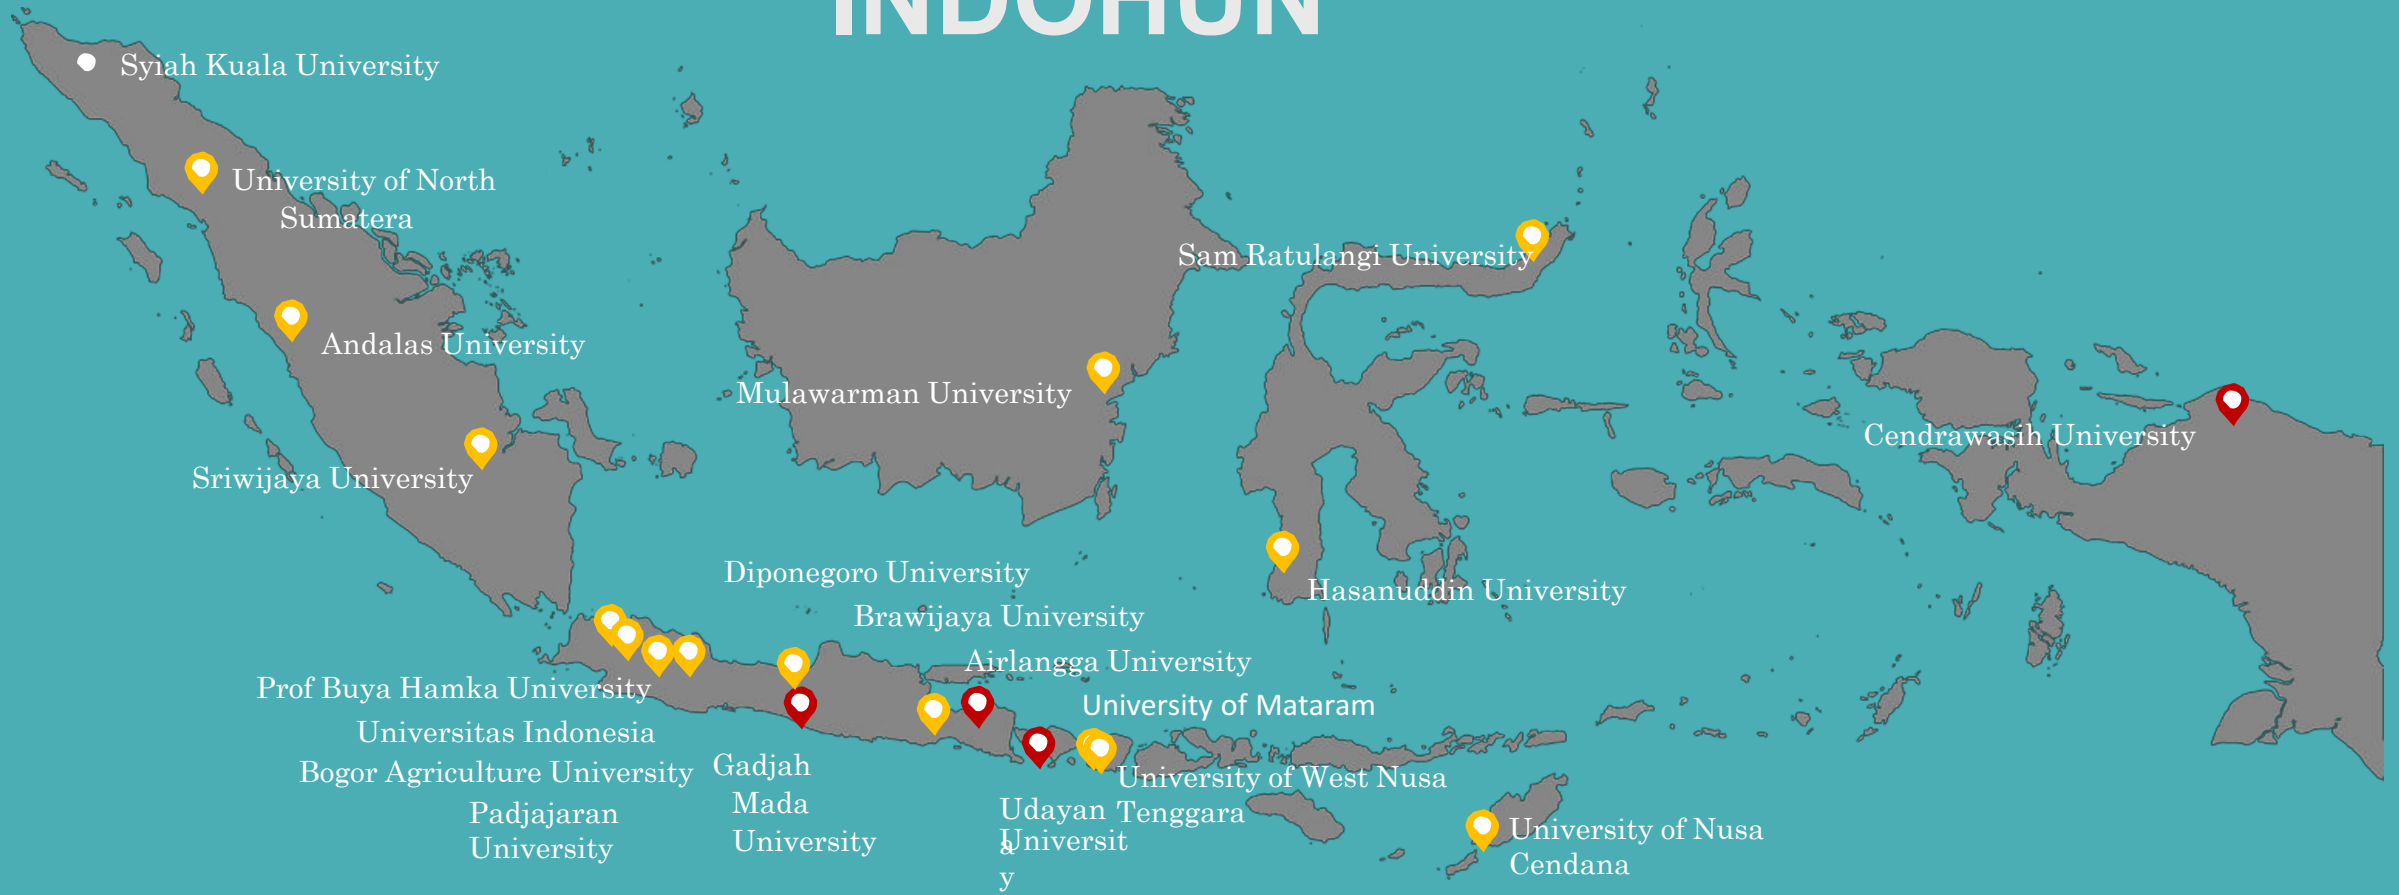 INDOHUN
Syiah Kuala University
University of North
Sumatera
Sam Ratulangi University
Andalas University
Mulawarman University
Cendrawasih University
Sriwijaya University
Diponegoro University
Hasanuddin University
Brawijaya University
Airlangga University
Prof Buya Hamka University
University of Mataram
Universitas Indonesia
Bogor Agriculture University
Padjajaran
University
Gadjah
Mada
University
Udayan
a
Universit
y
University of West Nusa
Tenggara
University of Nusa
Cendana